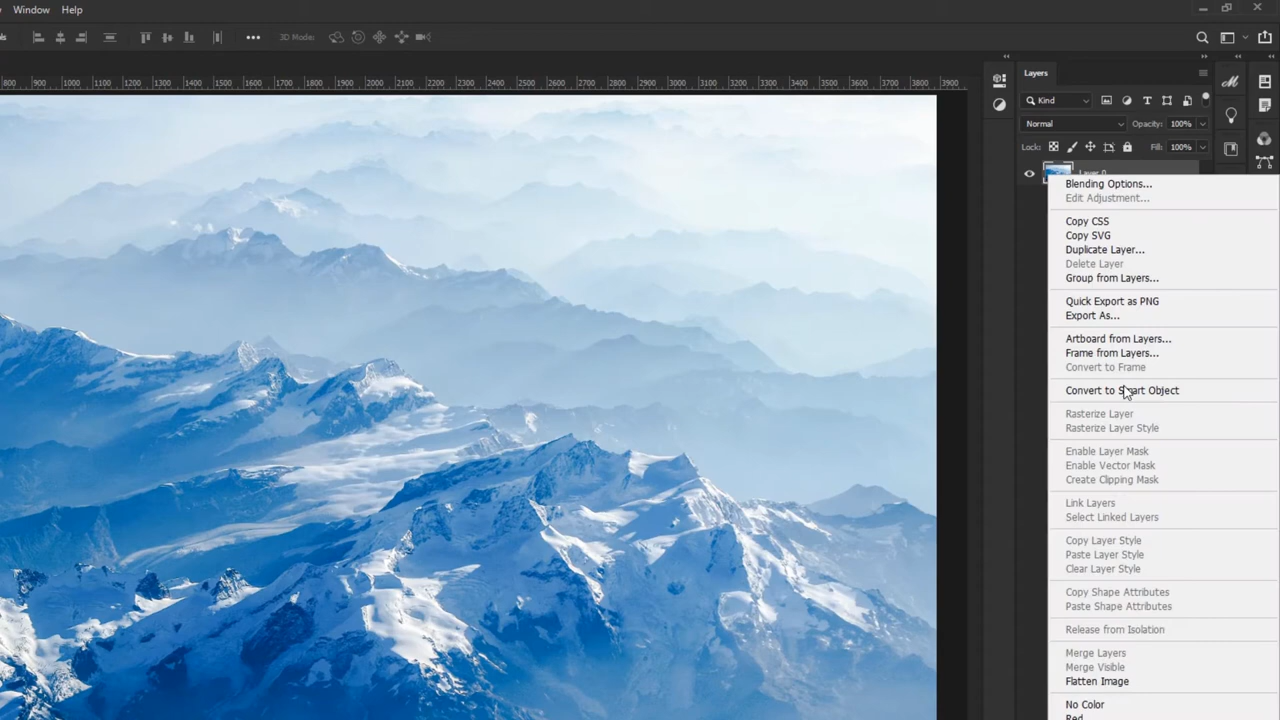 Window Help
3D Mode:
800 900 1000 1100 1200 1300 1400 1500 1600 1700 1800 1900 2000 2100 2200 2300 2400 2500 2600 2700 2800 2900 3000 3100 3200 3300 3400 3500 3600 3700 3800 3900
Layers
Kind
Normal Opacity: 100%
Lock: Fill: 100%
Layer 0
Blending Options...
Edit Adjustment...
Copy CSS
Copy SVG
Duplicate Layer...
Delete Layer
Group from Layers...
Quick Export as PNG
Export As...
Artboard from Layers...
Frame from Layers...
Convert to Frame
Convert to Smart Object
Rasterize Layer
Rasterize Layer Style
Enable Layer Mask
Enable Vector Mask
Create Clipping Mask
Link Layers
Select Linked Layers
Copy Layer Style
Paste Layer Style
Clear Layer Style
Copy Shape Attributes
Paste Shape Attributes
Release from Isolation
Merge Layers
Merge Visible
Flatten Image
No Color
Red